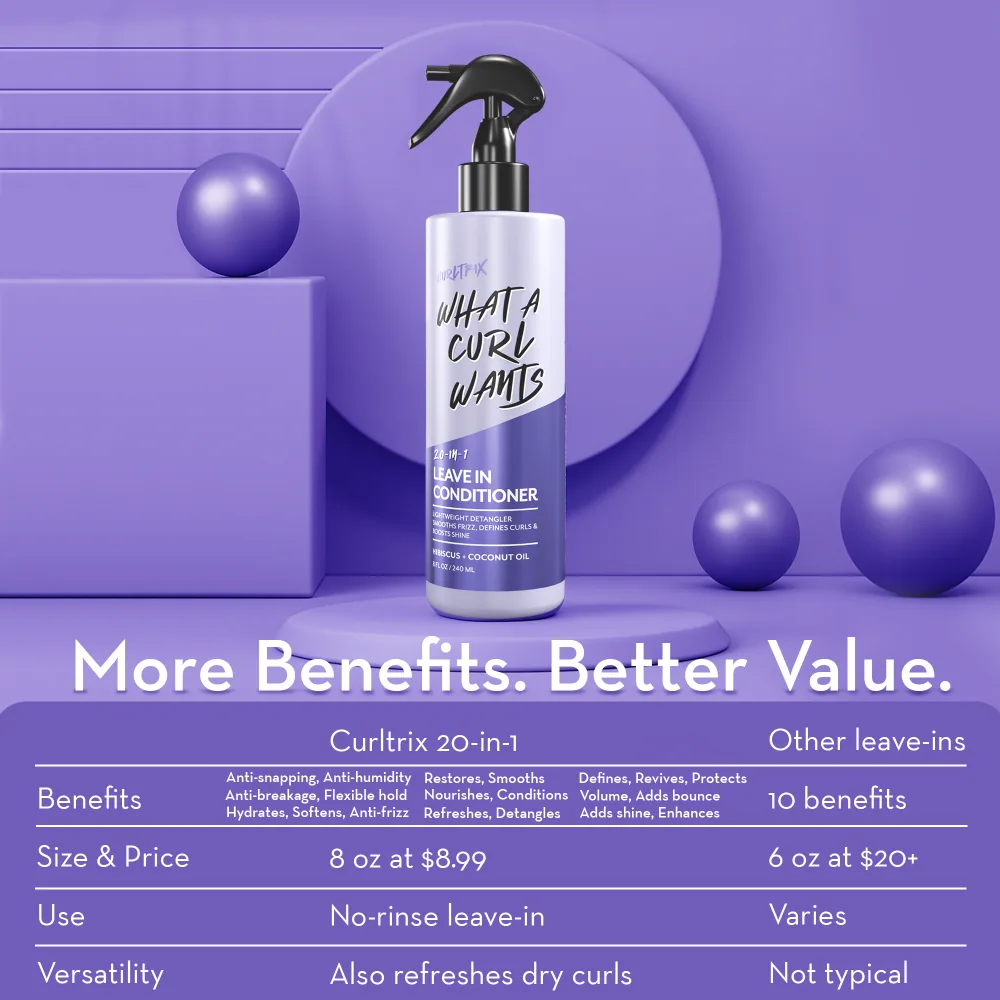 CURLTFIX
WHAT A
CURL
WANTS
20-IN-1
LEAVE IN
CONDITIONER
LIGHTWEIGHT DETANGLER
SMOOTHS FRIZZ, DEFINES CURLS &
BOOSTS SHINE
HIBISCUS + COCONUT OIL
8 FL OZ / 240 ML
More Benefits. Better Value.
Curltrix 20-in-1 Other leave-ins
Benefits
Anti-snapping, Anti-humidity Restores, Smooths Defines, Revives, Protects
Anti-breakage, Flexible hold Nourishes, Conditions Volume, Adds bounce
Hydrates, Softens, Anti-frizz Refreshes, Detangles Adds shine, Enhances
10 benefits
Size & Price 8 oz at $8.99 6 oz at $20+
Use No-rinse leave-in Varies
Versatility Also refreshes dry curls Not typical